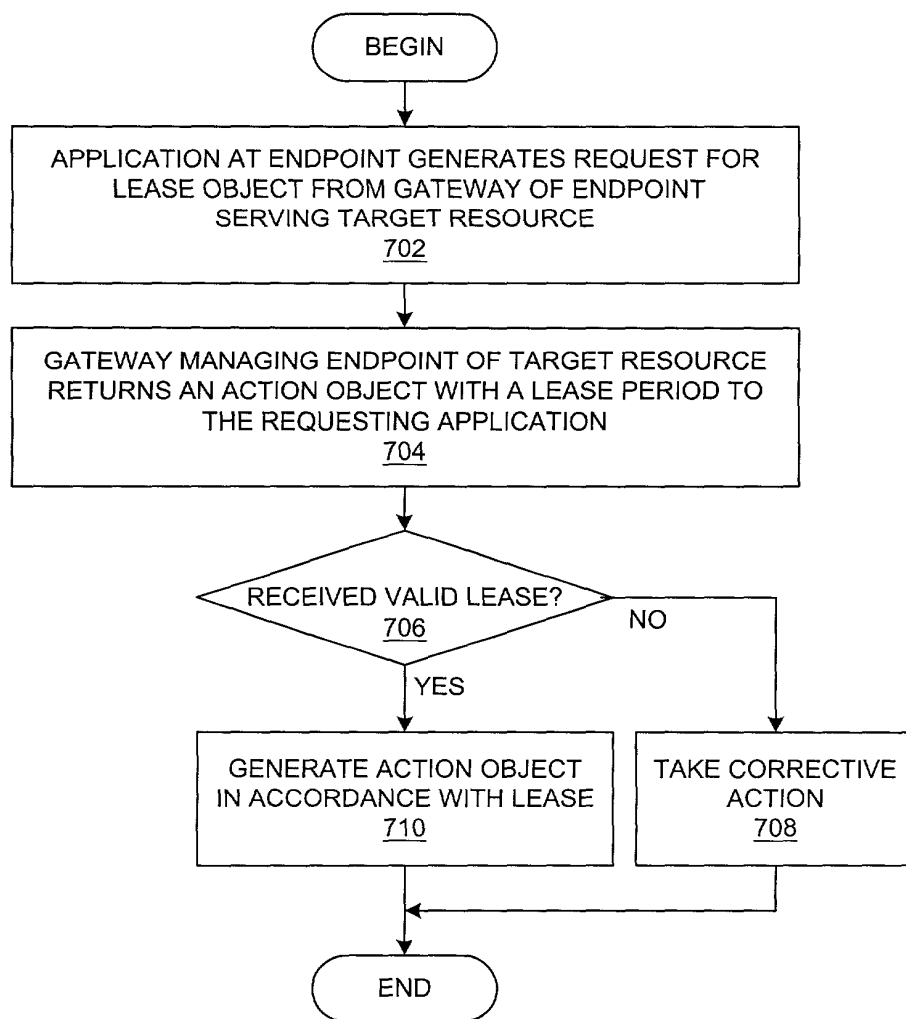 BEGIN
APPLICATION AT ENDPOINT GENERATES REQUEST FOR
LEASE OBJECT FROM GATEWAY OF ENDPOINT
SERVING TARGET RESOURCE
702
GATEWAY MANAGING ENDPOINT OF TARGET RESOURCE
RETURNS AN ACTION OBJECT WITH A LEASE PERIOD TO
THE REQUESTING APPLICATION
704
RECEIVED VALID LEASE?
706
NO
YES
GENERATE ACTION OBJECT
IN ACCORDANCE WITH LEASE
710
TAKE CORRECTIVE
ACTION
708
END